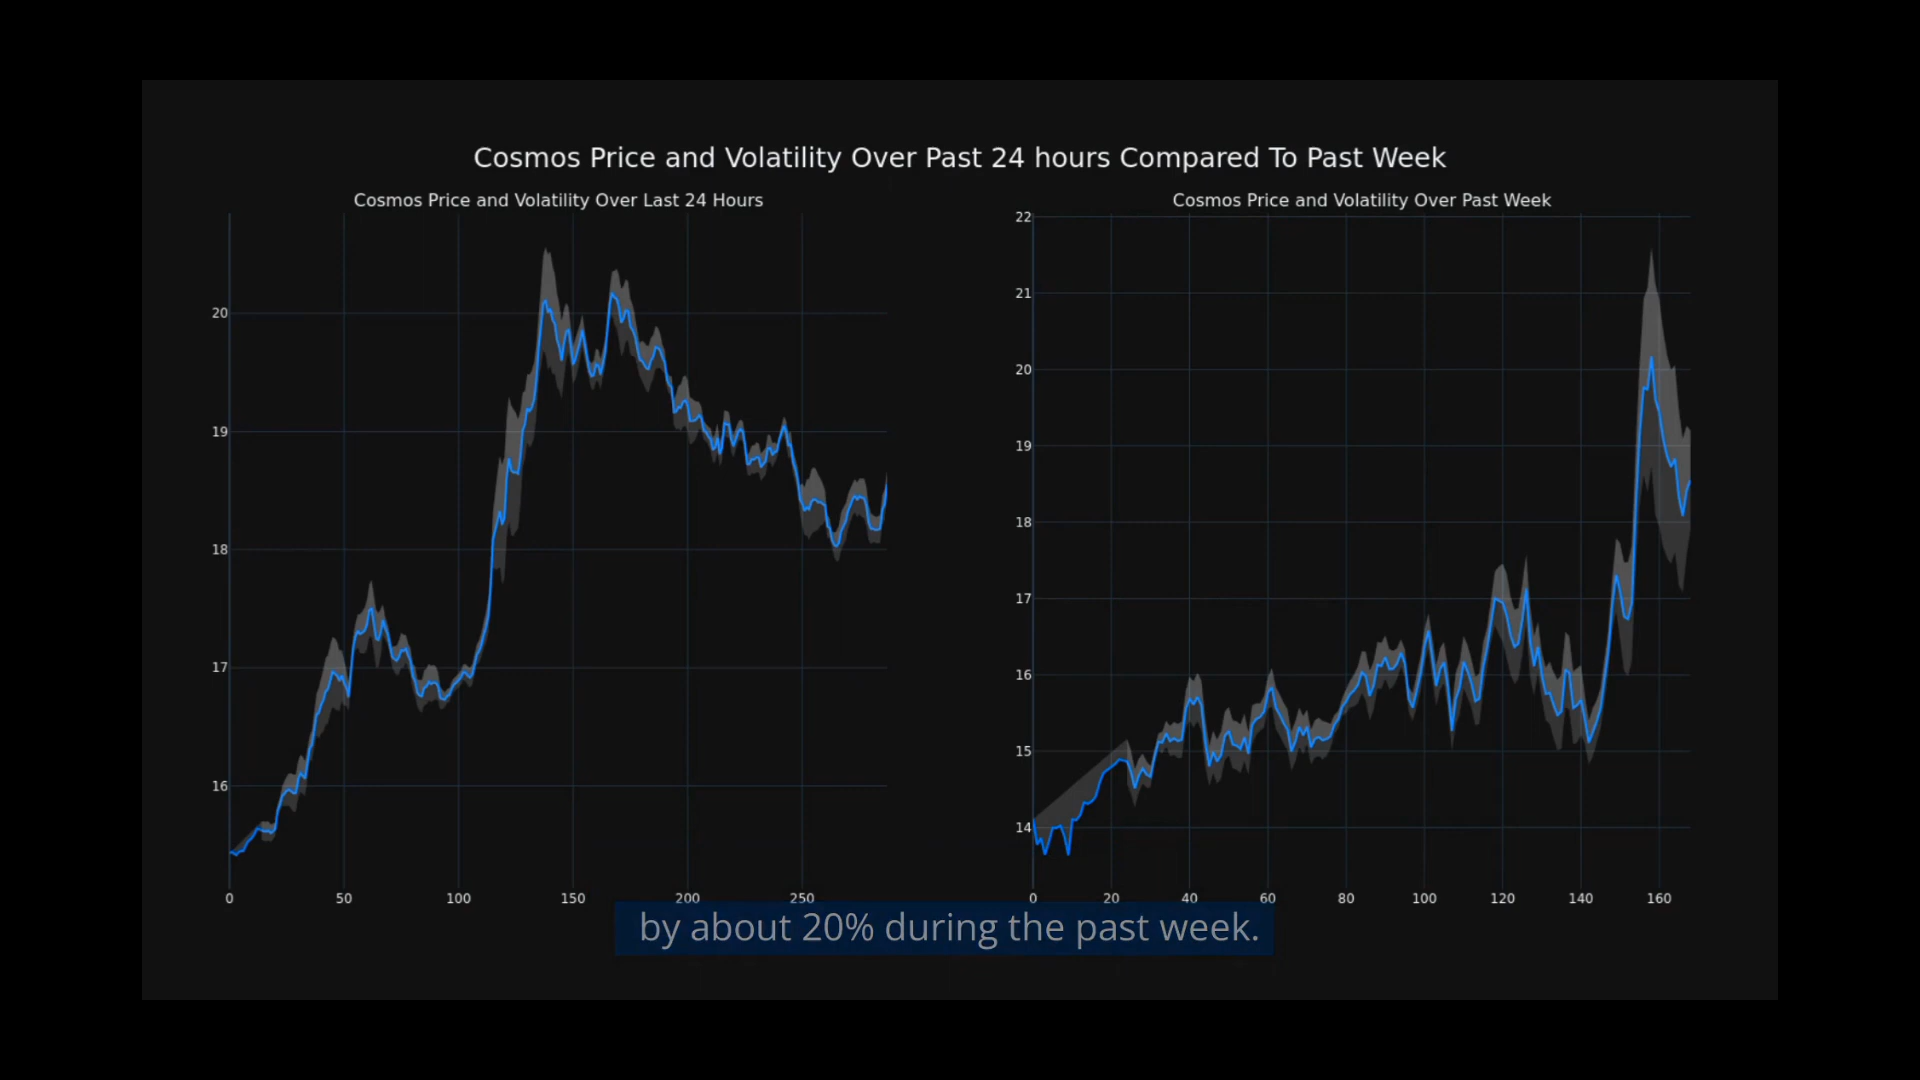 Cosmos Price and Volatility Over Past 24 hours Compared To Past Week
Cosmos Price and Volatility Over Last 24 Hours
20
19
18
17
16
0 50 100 150 200 250
Cosmos Price and Volatility Over Past Week
22
21
20
19
18
17
16
15
14
0 20 40 60 80 100 120 140 160
by about 20% during the past week.